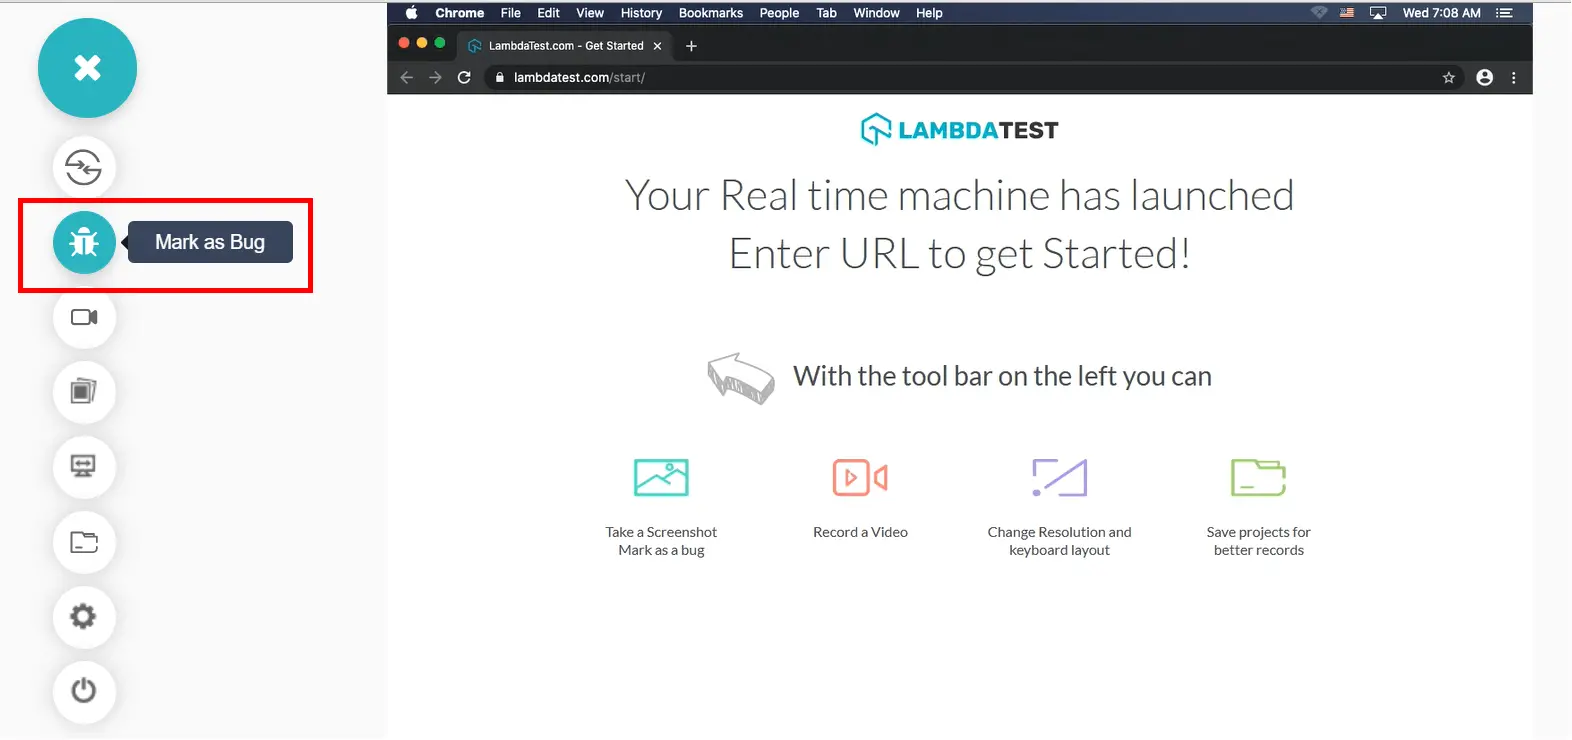 Chrome File Edit View History Bookmarks People Tab Window Help Wed 7:08 AM
LambdaTest.com - Get Started
lambdatest.com/start/
LAMBDATEST
Your Real time machine has launched
Enter URL to get Started!
Mark as Bug
With the tool bar on the left you can
Take a Screenshot
Mark as a bug
Record a Video
Change Resolution and
keyboard layout
Save projects for
better records